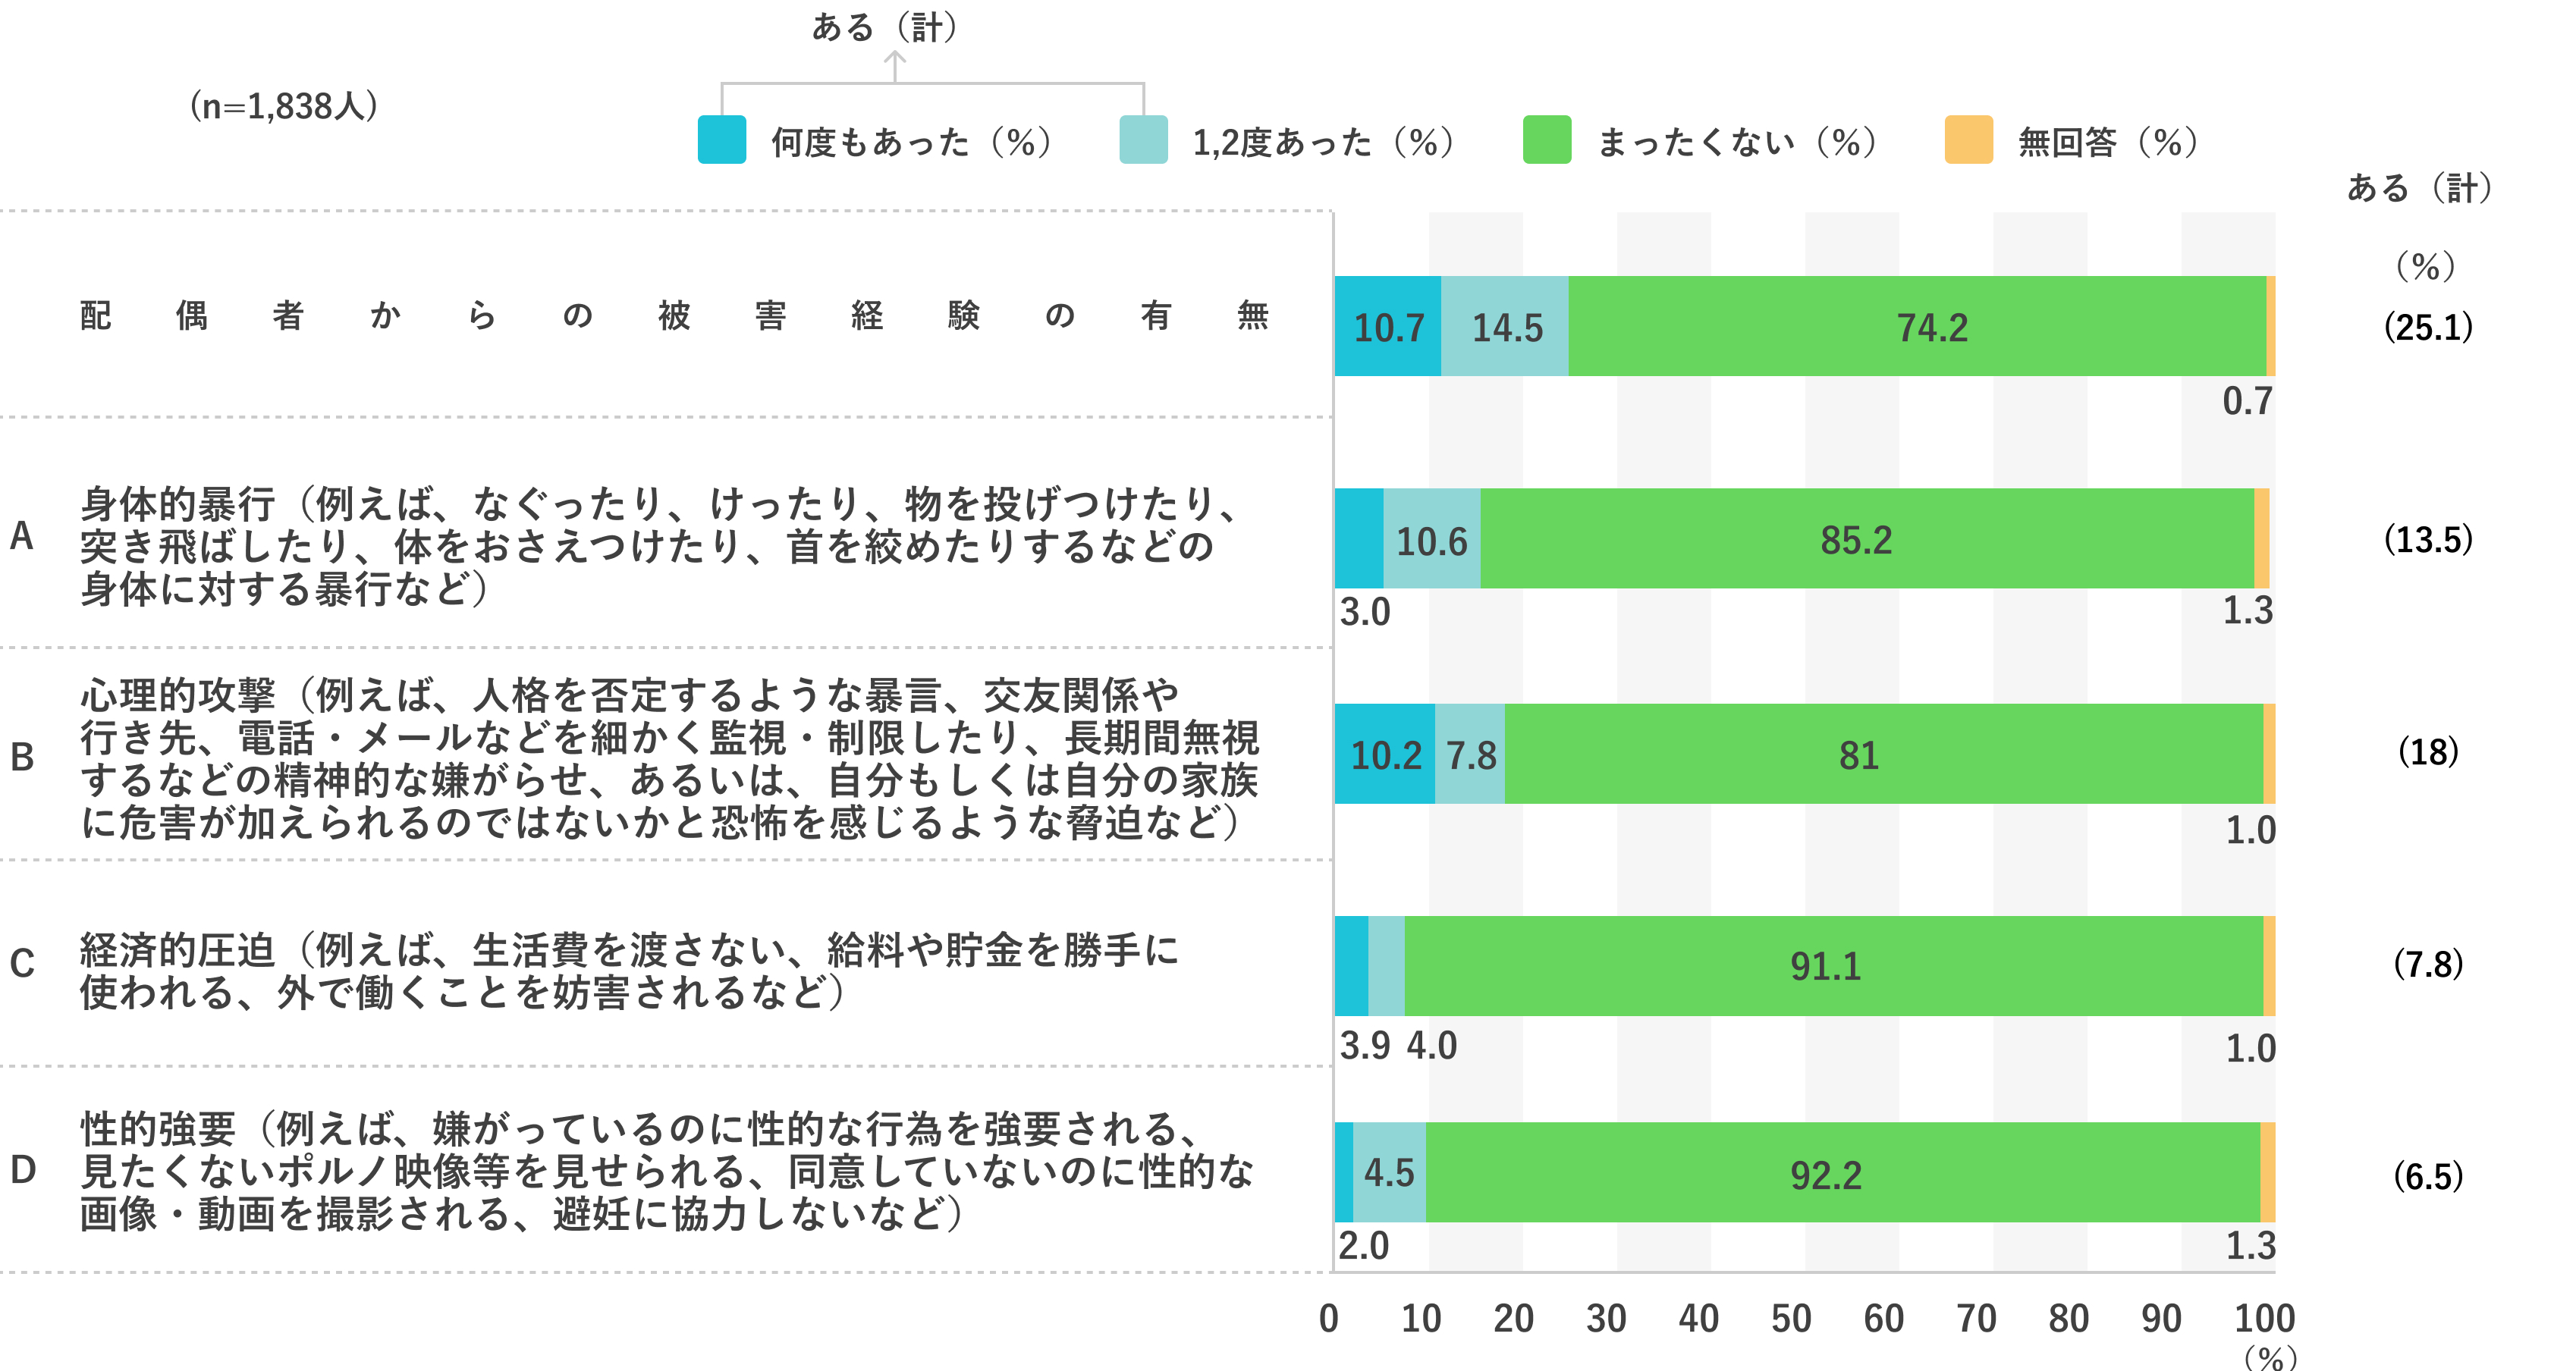 ある（計）
（n=1,838人）
何度もあった（%） 1,2度あった（%） まったくない（%） 無回答（%）
ある（計）
（%）
配偶者からの被害経験の有無
10.7 14.5 74.2
0.7
(25.1)
A
身体的暴行（例えば、なぐったり、けったり、物を投げつけたり、
突き飛ばしたり、体をおさえつけたり、首を絞めたりするなどの
身体に対する暴行など）
10.6 85.2
3.0 1.3
(13.5)
B
心理的攻撃（例えば、人格を否定するような暴言、交友関係や
行き先、電話・メールなどを細かく監視・制限したり、長期間無視
するなどの精神的な嫌がらせ、あるいは、自分もしくは自分の家族
に危害が加えられるのではないかと恐怖を感じるような脅迫など）
10.2 7.8 81
1.0
(18)
C
経済的圧迫（例えば、生活費を渡さない、給料や貯金を勝手に
使われる、外で働くことを妨害されるなど）
91.1
3.9 4.0 1.0
(7.8)
D
性的強要（例えば、嫌がっているのに性的な行為を強要される、
見たくないポルノ映像等を見せられる、同意していないのに性的な
画像・動画を撮影される、避妊に協力しないなど）
4.5 92.2
2.0 1.3
(6.5)
0 10 20 30 40 50 60 70 80 90 100
（%）